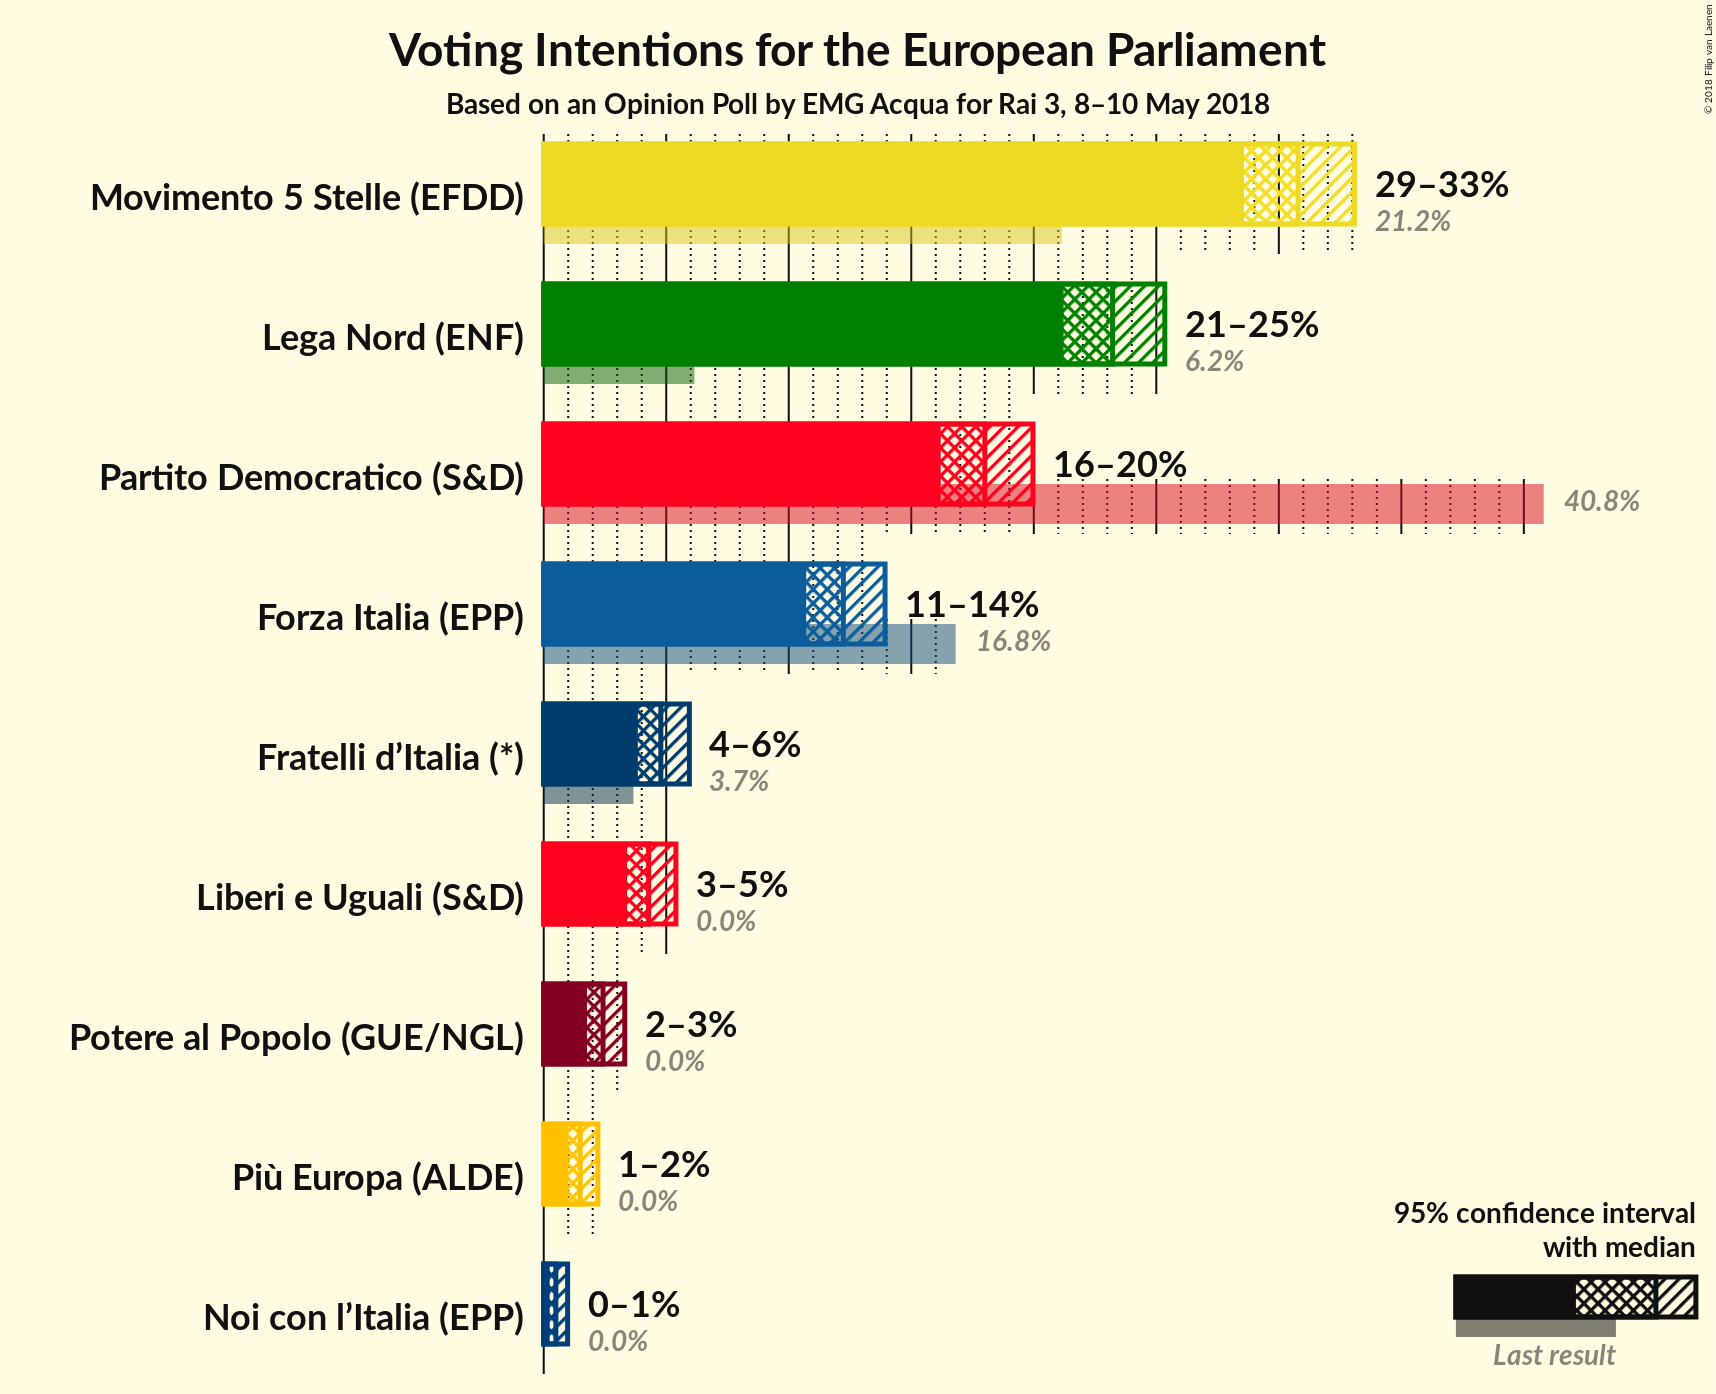 Voting Intentions for the European Parliament
Based on an Opinion Poll by EMG Acqua for Rai 3, 8–10 May 2018
© 2018 Filip van Laenen
Movimento 5 Stelle (EFDD)
29–33%
21.2%
Lega Nord (ENF)
21–25%
6.2%
Partito Democratico (S&D)
16–20%
40.8%
Forza Italia (EPP)
11–14%
16.8%
Fratelli d’Italia (*)
4–6%
3.7%
Liberi e Uguali (S&D)
3–5%
0.0%
Potere al Popolo (GUE/NGL)
2–3%
0.0%
Più Europa (ALDE)
1–2%
0.0%
Noi con l’Italia (EPP)
0–1%
0.0%
95% confidence interval
with median
Last result